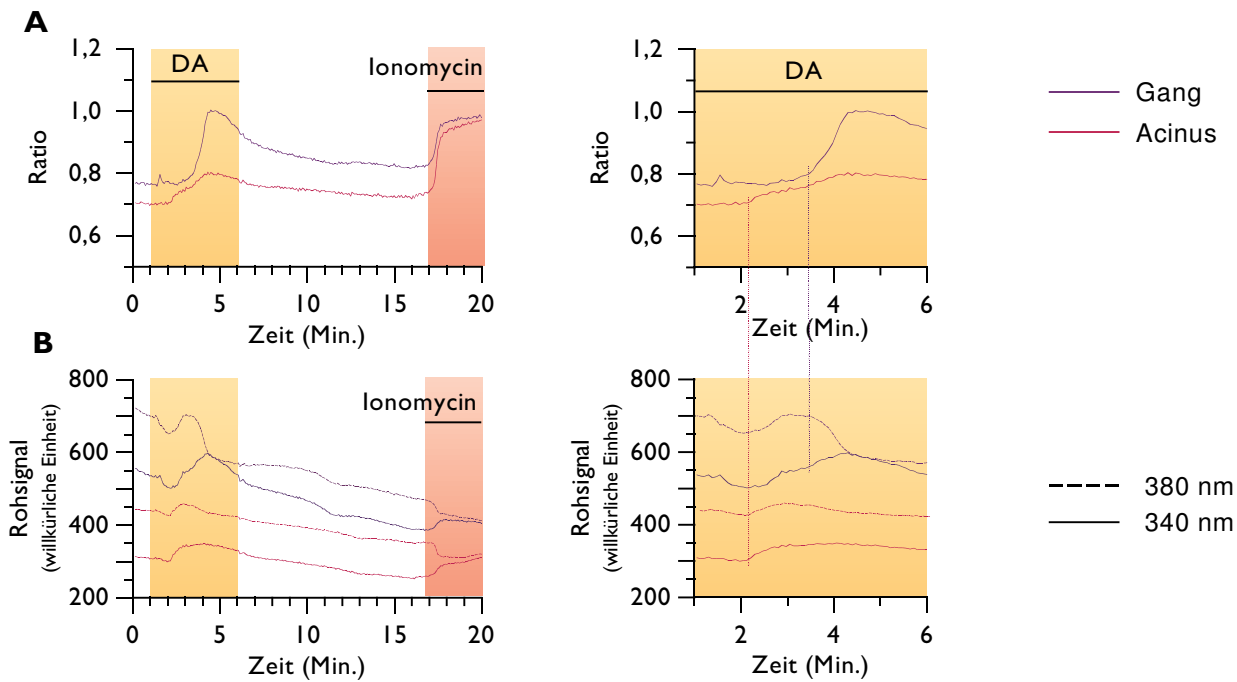 A
1,2
1,0
0,8
0,6
Ratio
DA
Ionomycin
0 5 10 15 20
Zeit (Min.)
1,2
1,0
0,8
0,6
Ratio
DA
2 4 6
Zeit (Min.)
Gang
Acinus
B
800
600
400
200
Rohsignal
(willkürliche Einheit)
Ionomycin
0 5 10 15 20
Zeit (Min.)
800
600
400
200
Rohsignal
(willkürliche Einheit)
2 4 6
Zeit (Min.)
380 nm
340 nm